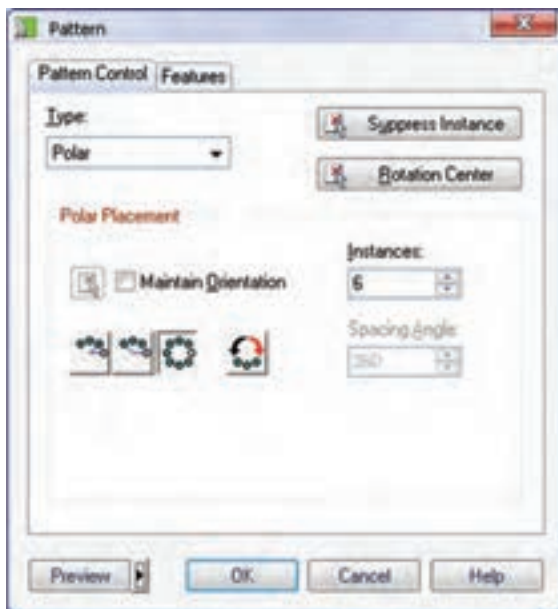 Pattern
Pattern Control Features
Type:
Polar
Suppress Instance
Rotation Center
Polar Placement
Maintain Orientation
Instances:
6
Spacing Angle:
360
Preview OK Cancel Help